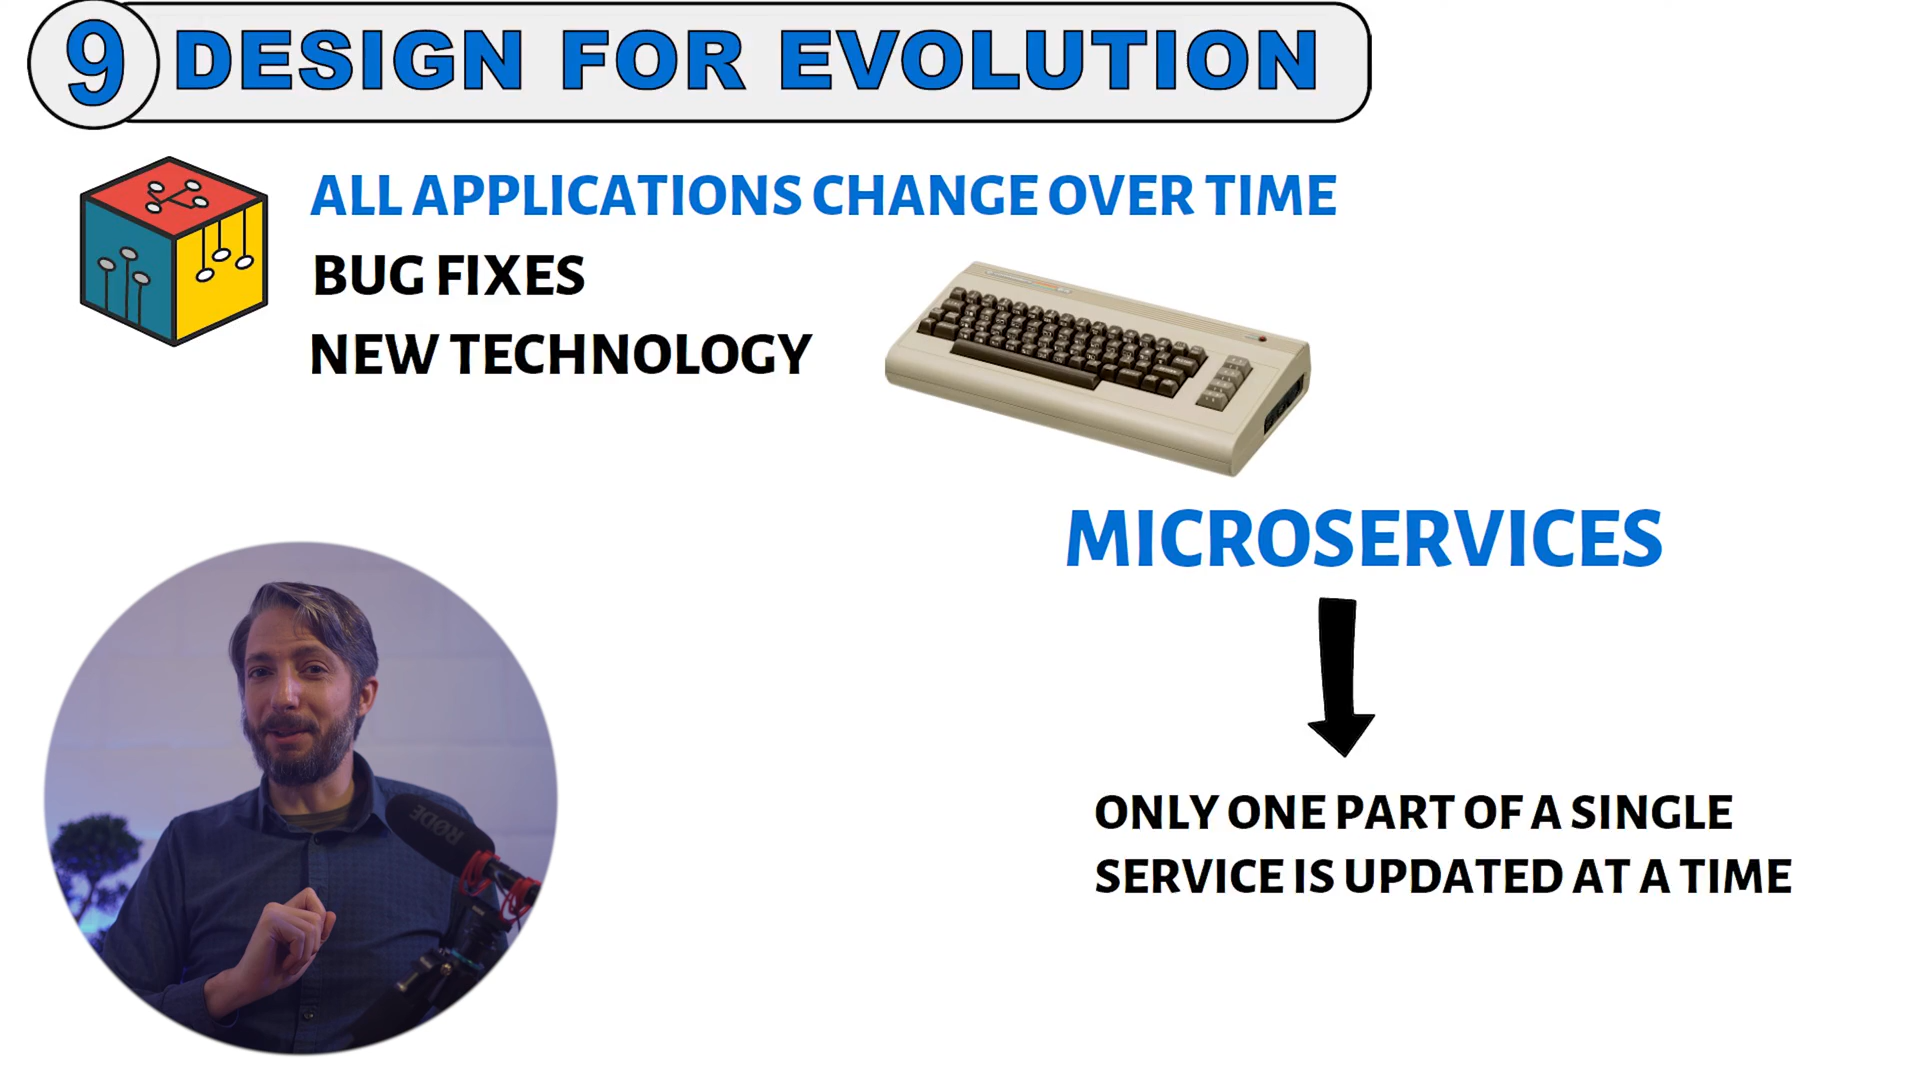 9 DESIGN FOR EVOLUTION
ALL APPLICATIONS CHANGE OVER TIME
BUG FIXES
NEW TECHNOLOGY
MICROSERVICES
ONLY ONE PART OF A SINGLE
SERVICE IS UPDATED AT A TIME
RØDE